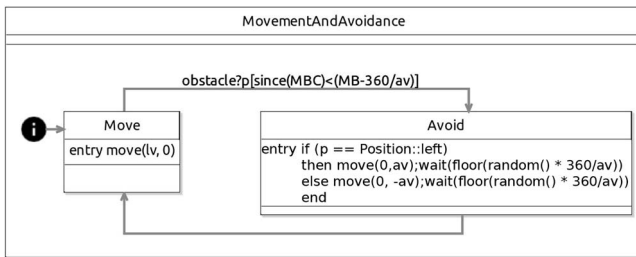 MovementAndAvoidance
obstacle?p[since(MBC)<(MB-360/av)]
i
Move
entry move(lv, 0)
Avoid
entry if (p == Position::left)
then move(0,av);wait(floor(random() * 360/av))
else move(0, -av);wait(floor(random() * 360/av))
end